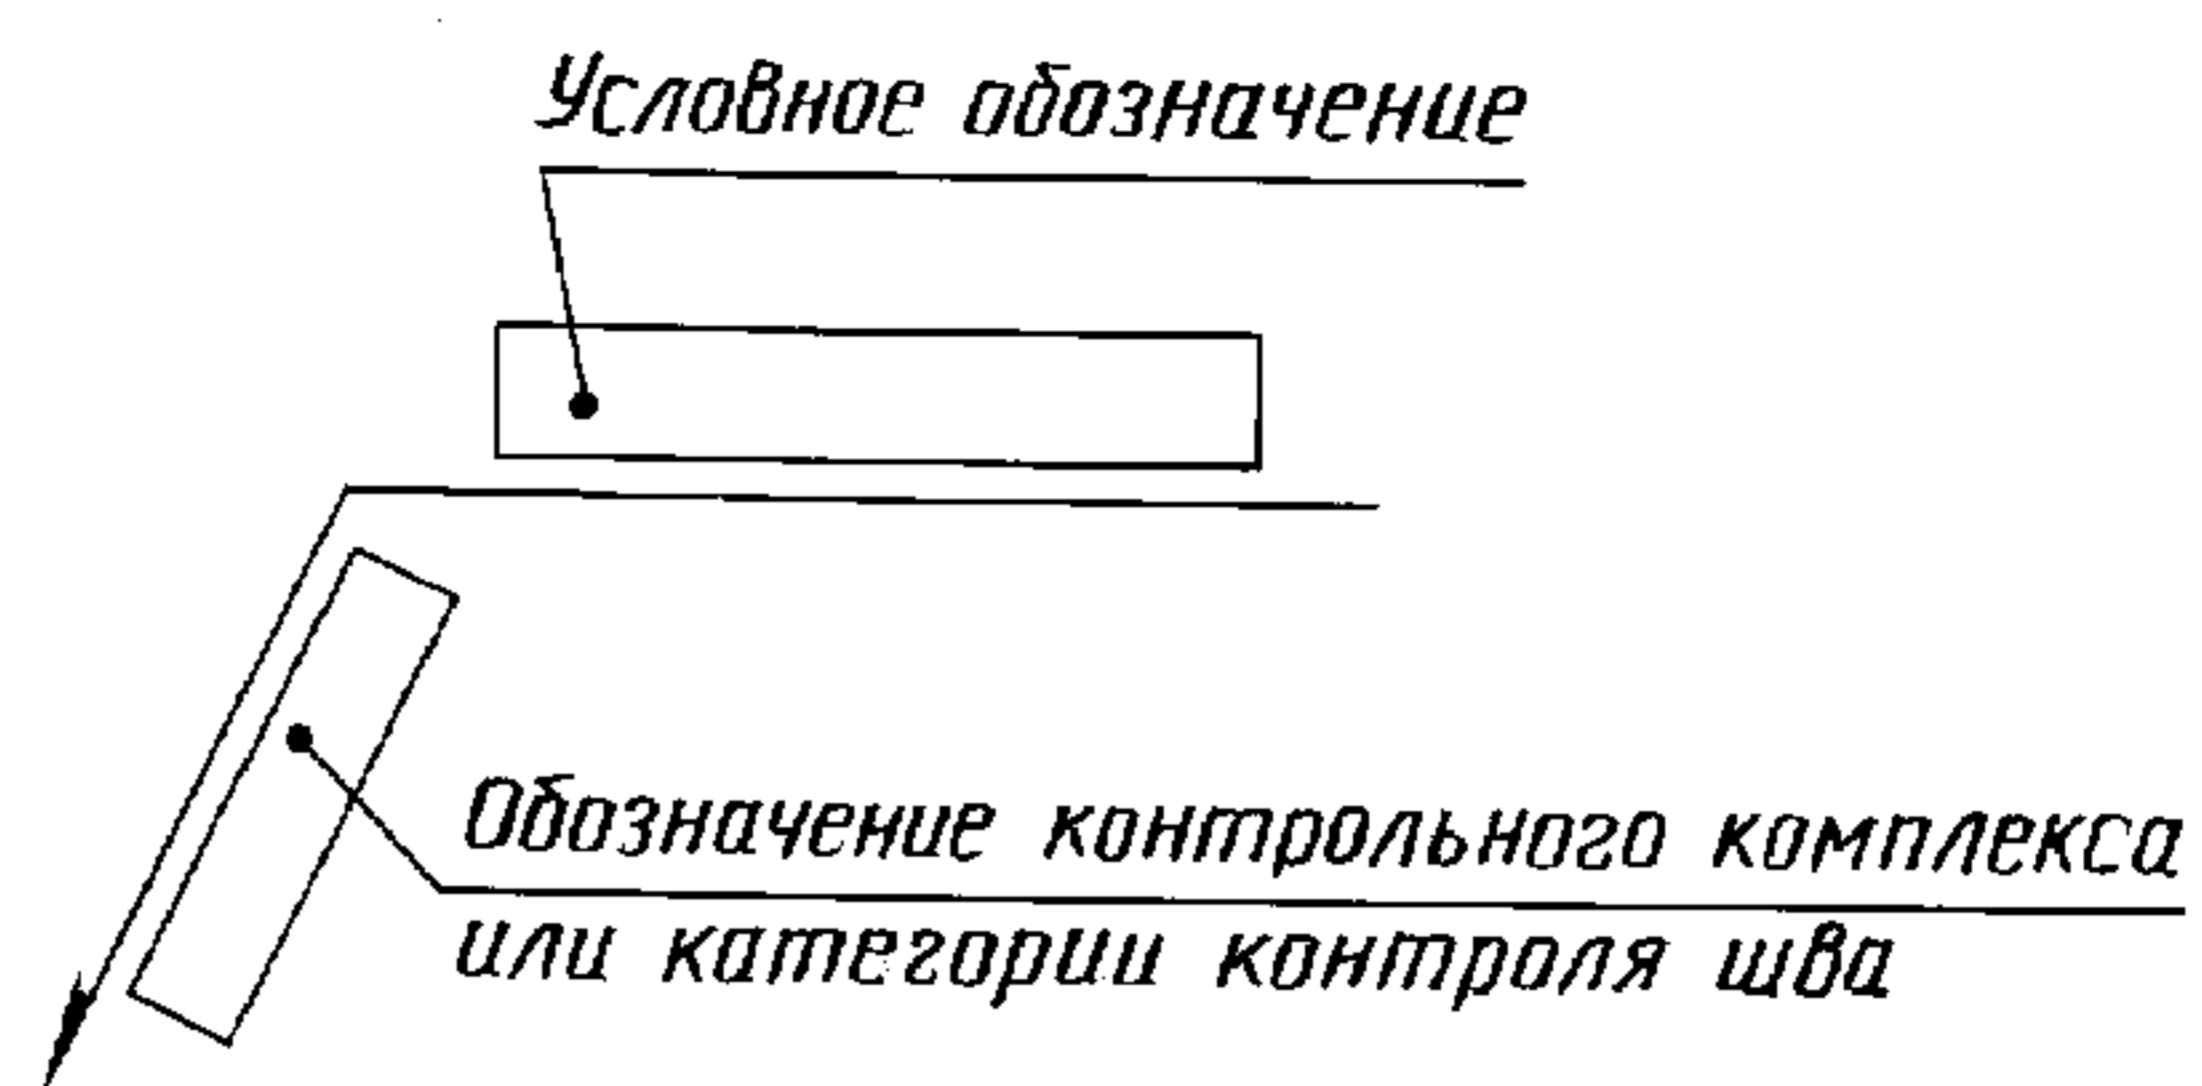 Условное обозначение
Обозначение контрольного комплекса
или категории контроля шва